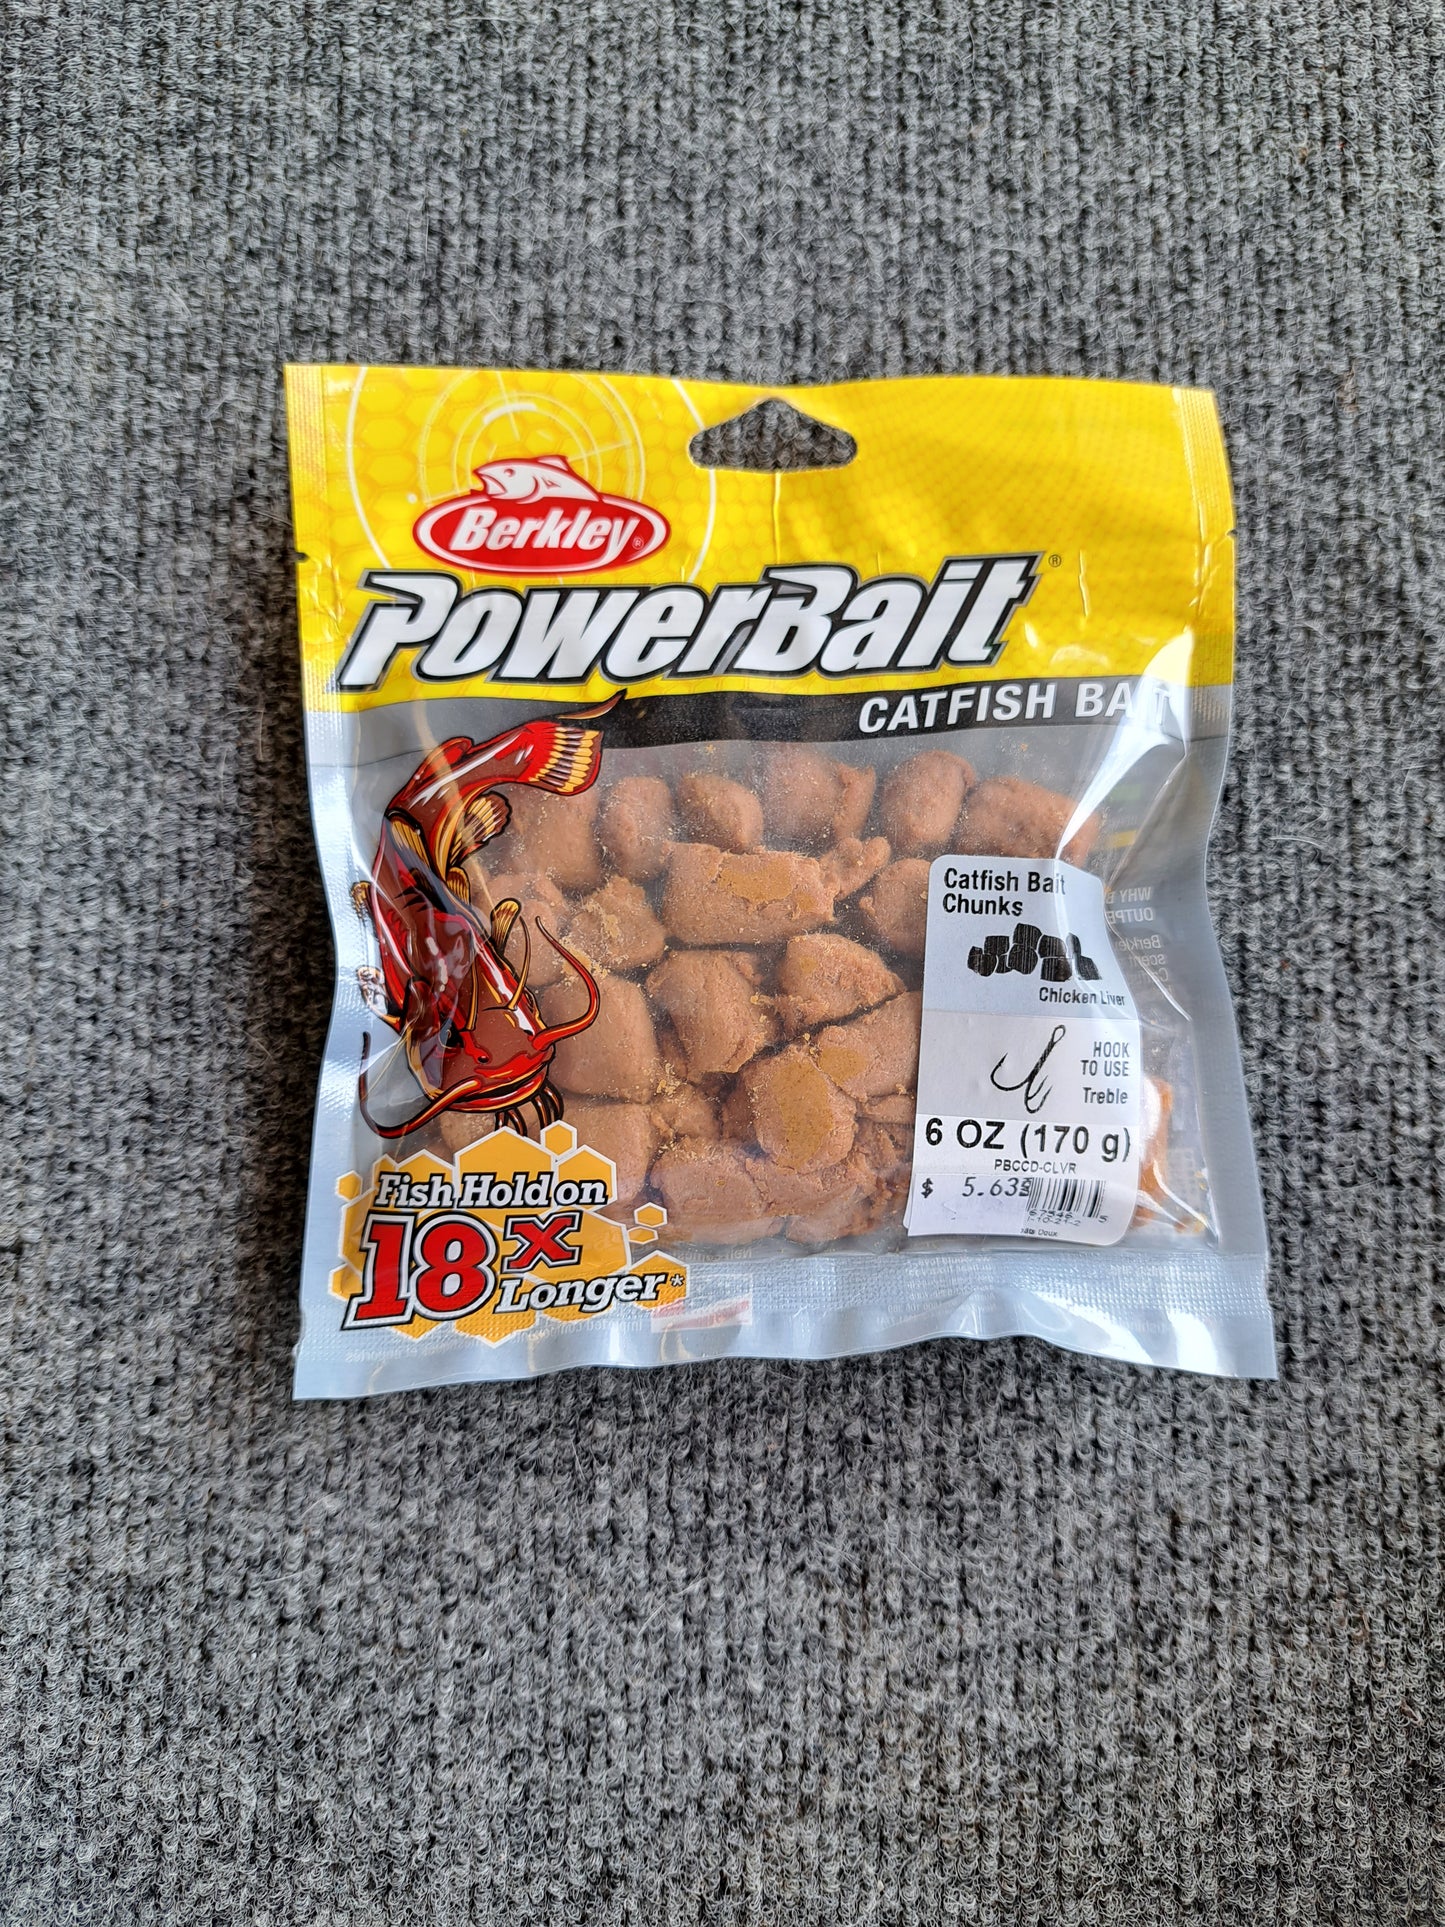 Berkley®
PowerBait®
CATFISH BAIT
Catfish Bait
Chunks
Chicken Liver
HOOK
TO USE
Treble
6 OZ (170 g)
PBCCD-CLVR
$ 5.63
Fish Hold on
18X
Longer*